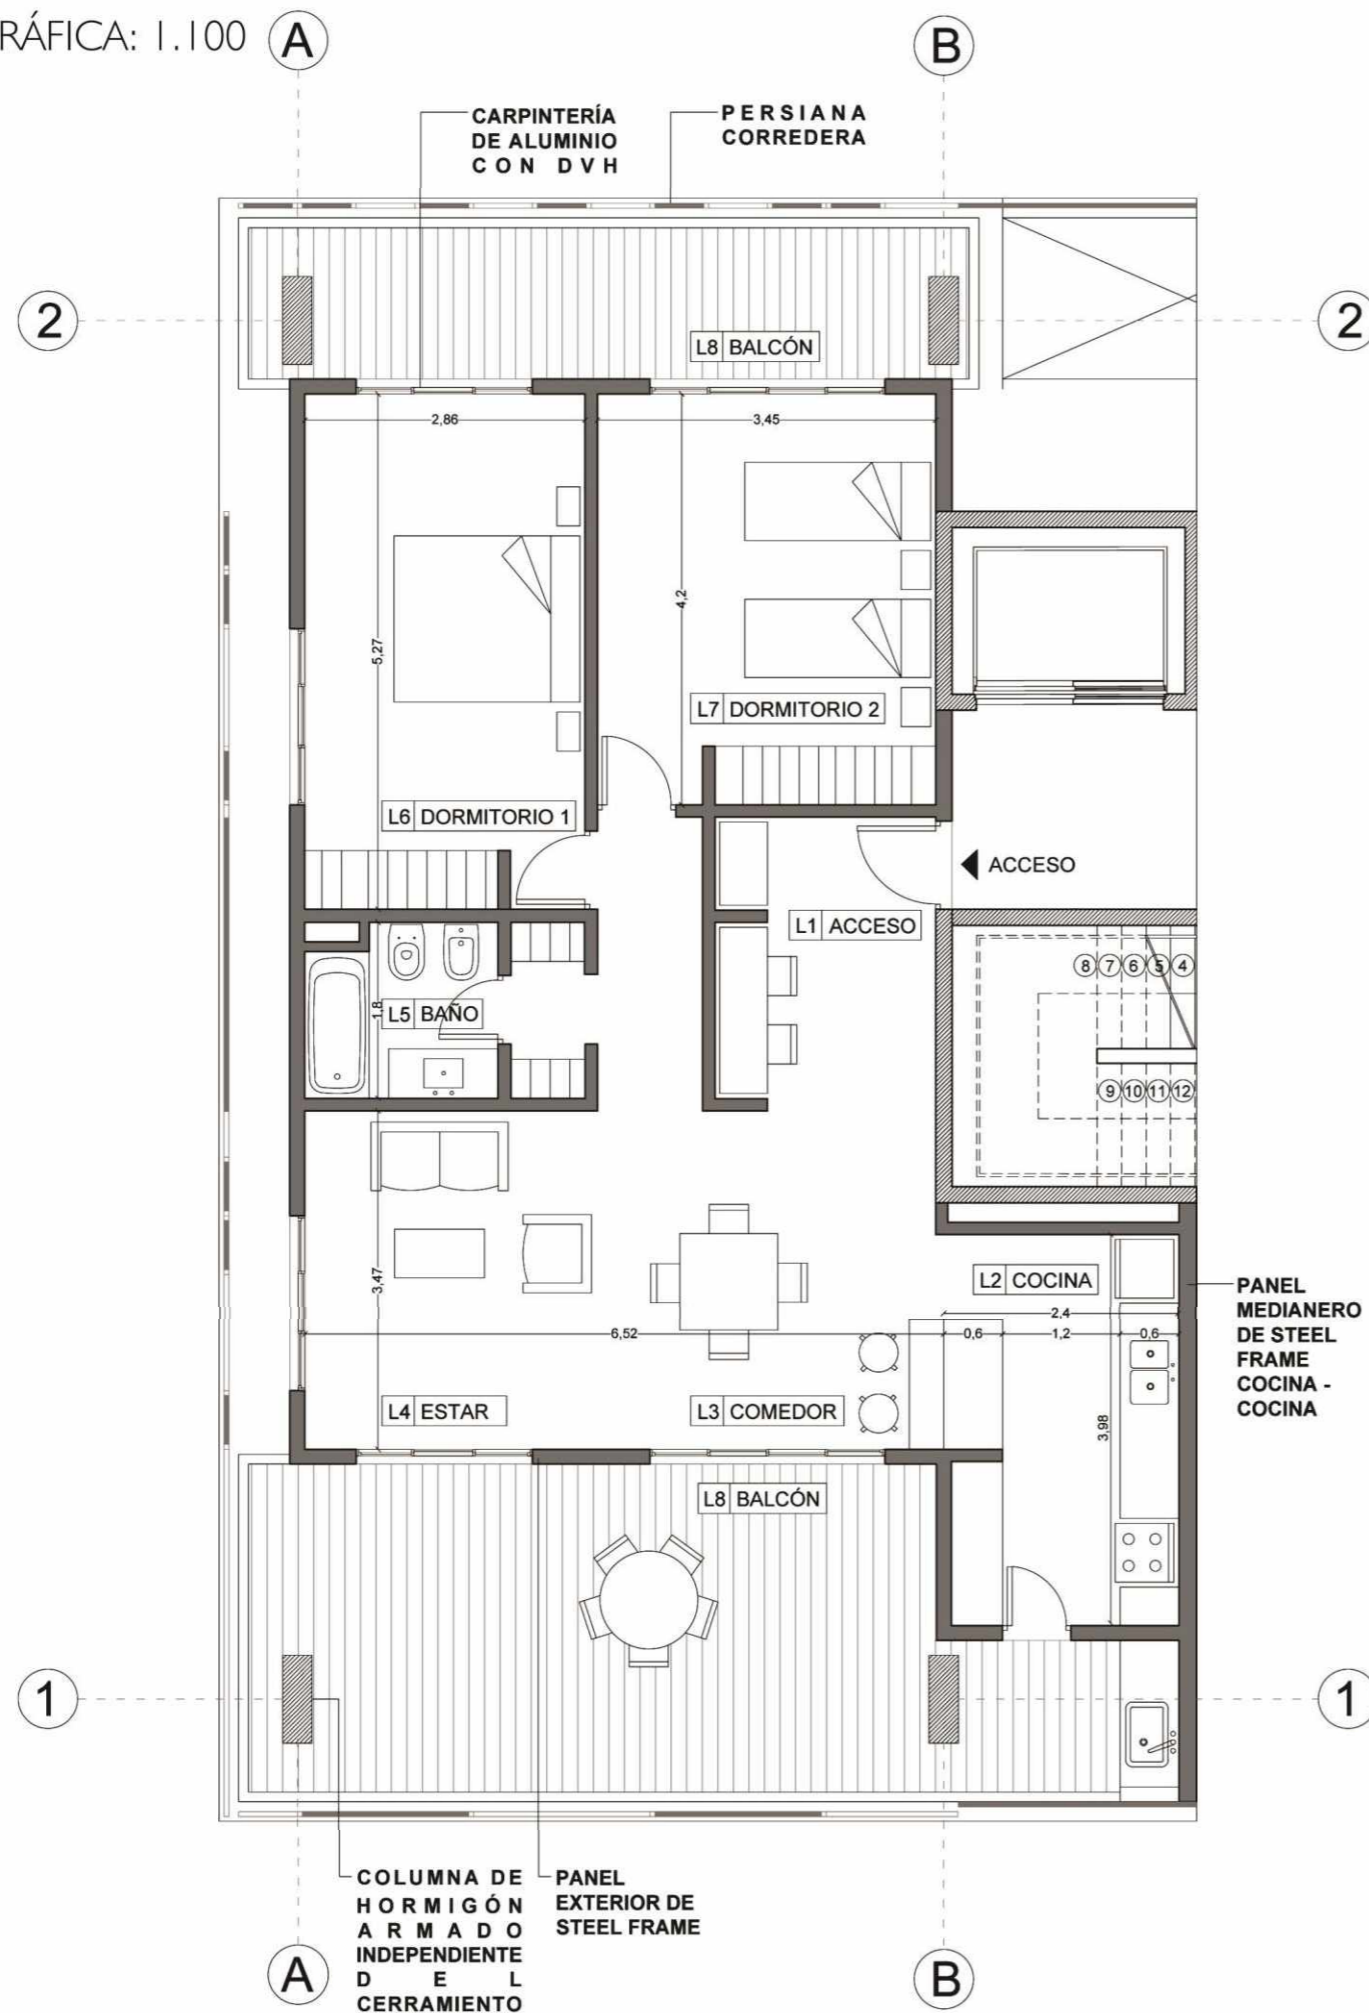 RÁFICA: 1.100
A
B
CARPINTERÍA
DE ALUMINIO
CON DVH
PERSIANA
CORREDERA
2
2
L8 BALCÓN
2,86
3,45
4,2
5,27
L7 DORMITORIO 2
L6 DORMITORIO 1
ACCESO
L1 ACCESO
8 7 6 5 4
1,8
L5 BAÑO
9 10 11 12
3,47
L2 COCINA
2,4
6,52
0,6
1,2
0,6
PANEL
MEDIANERO
DE STEEL
FRAME
COCINA -
COCINA
L4 ESTAR
L3 COMEDOR
3,98
L8 BALCÓN
1
1
COLUMNA DE
HORMIGÓN
ARMADO
INDEPENDIENTE
DEL
CERRAMIENTO
PANEL
EXTERIOR DE
STEEL FRAME
A
B